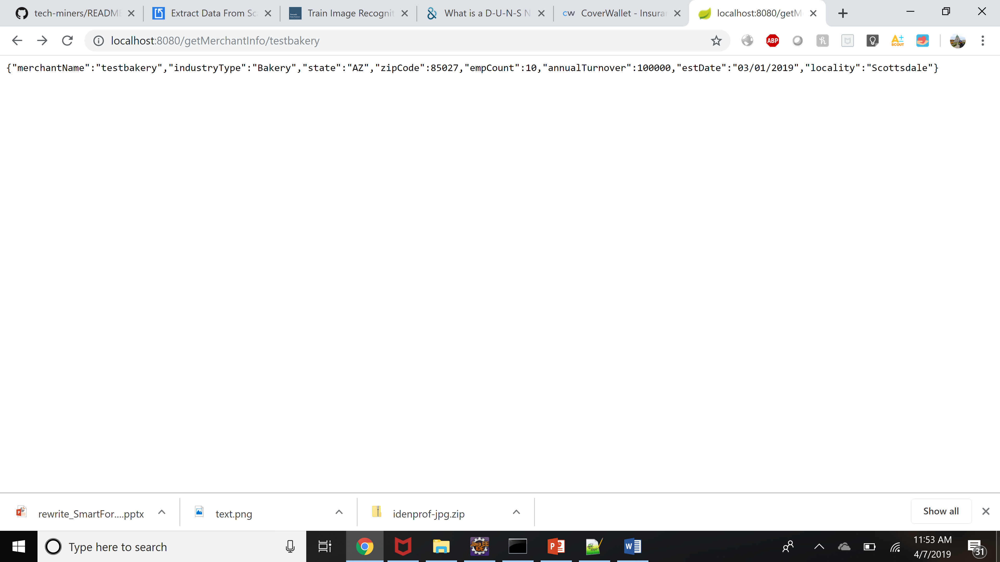 tech-miners/README
Extract Data From Sc
Train Image Recognit
What is a D-U-N-S N
cw CoverWallet - Insurar
localhost:8080/getM
localhost:8080/getMerchantInfo/testbakery
ABP
h
A+ SCOUT
{"merchantName":"testbakery","industryType":"Bakery","state":"AZ","zipCode":85027,"empCount":10,"annualTurnover":100000,"estDate":"03/01/2019","locality":"Scottsdale"}
rewrite_SmartFor....pptx
text.png
idenprof-jpg.zip
Show all
Type here to search
Java EE IDE
P
W
11:53 AM
4/7/2019
31